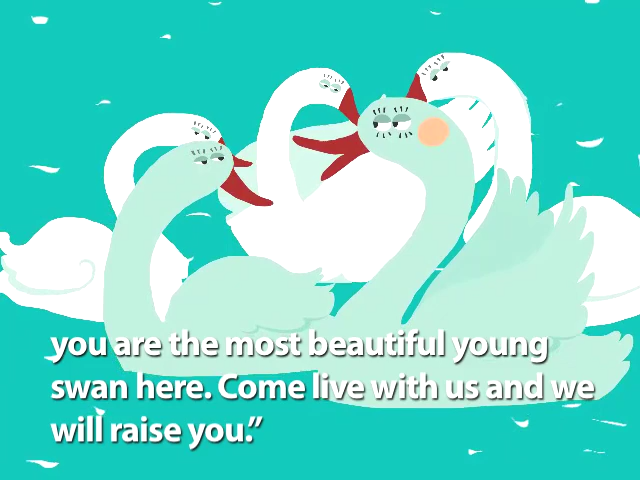 you are the most beautiful young
swan here. Come live with us and we
will raise you.”